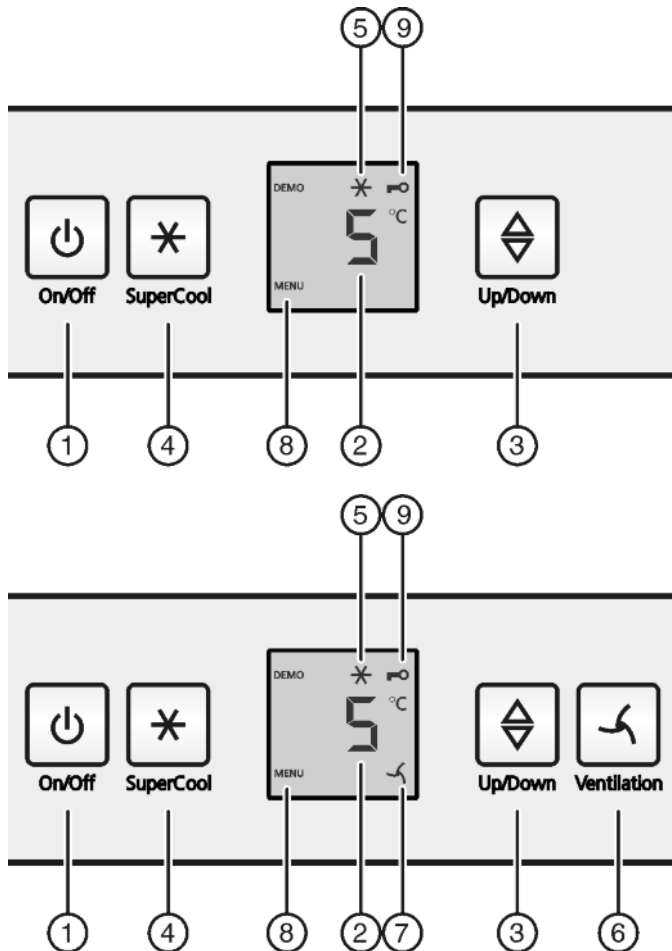 5 9
DEMO
5 °C
MENU
On/Off SuperCool Up/Down
1 4 8 2 3
5 9
DEMO
5 °C
MENU
On/Off SuperCool Up/Down Ventilation
1 4 8 2 7 3 6